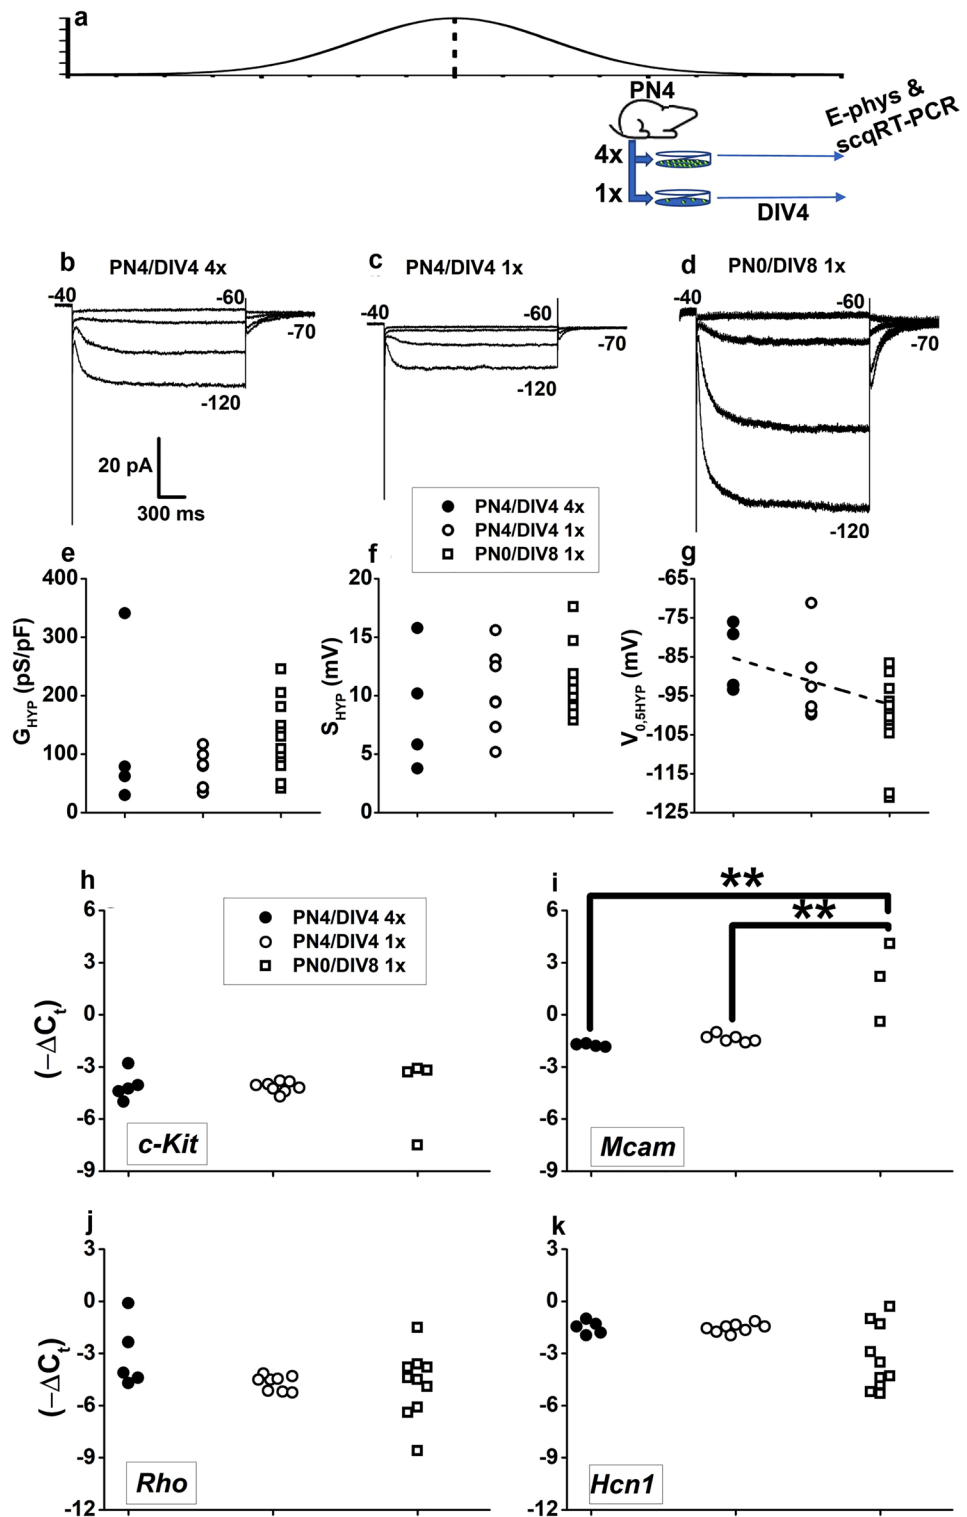 a
PN4
E-phys &
scqRT-PCR
4x
1x
DIV4
b
PN4/DIV4 4x
-40
-60
-70
-120
20 pA
300 ms
c
PN4/DIV4 1x
-40
-60
-70
-120
d
PN0/DIV8 1x
-40
-60
-70
-120
PN4/DIV4 4x
PN4/DIV4 1x
PN0/DIV8 1x
e
GHYP (pS/pF)
400
300
200
100
0
f
SHYP (mV)
20
15
10
5
0
g
V0,5HYP (mV)
-65
-75
-85
-95
-105
-115
-125
h
PN4/DIV4 4x
PN4/DIV4 1x
PN0/DIV8 1x
(−ΔCt)
6
3
0
-3
-6
-9
c-Kit
i
**
**
6
3
0
-3
-6
-9
Mcam
j
(−ΔCt)
3
0
-3
-6
-9
-12
Rho
k
3
0
-3
-6
-9
-12
Hcn1